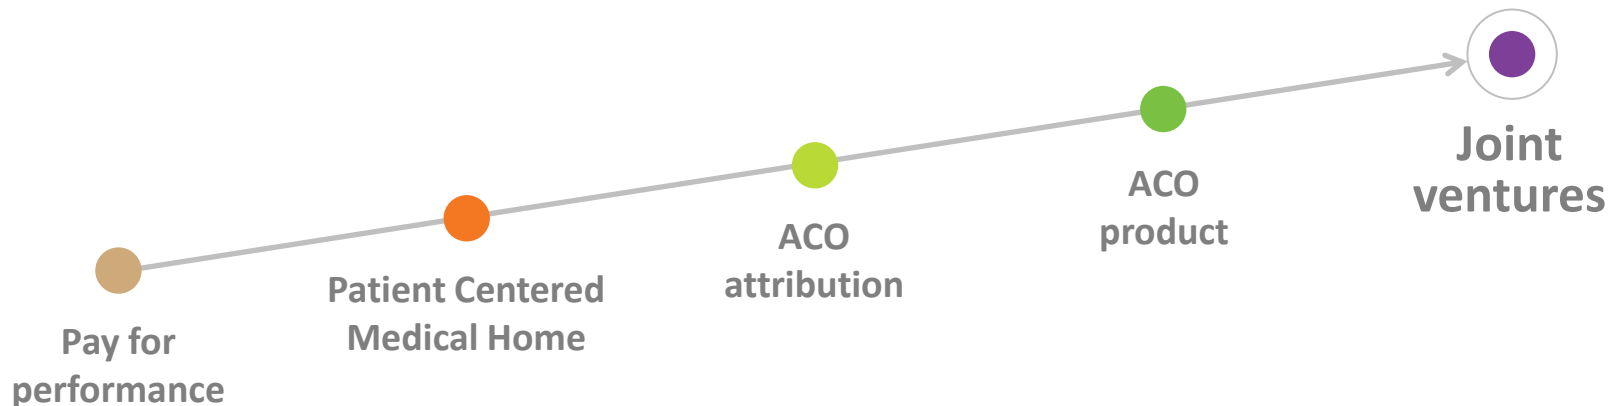 Pay for
performance
Patient Centered
Medical Home
ACO
attribution
ACO
product
Joint
ventures